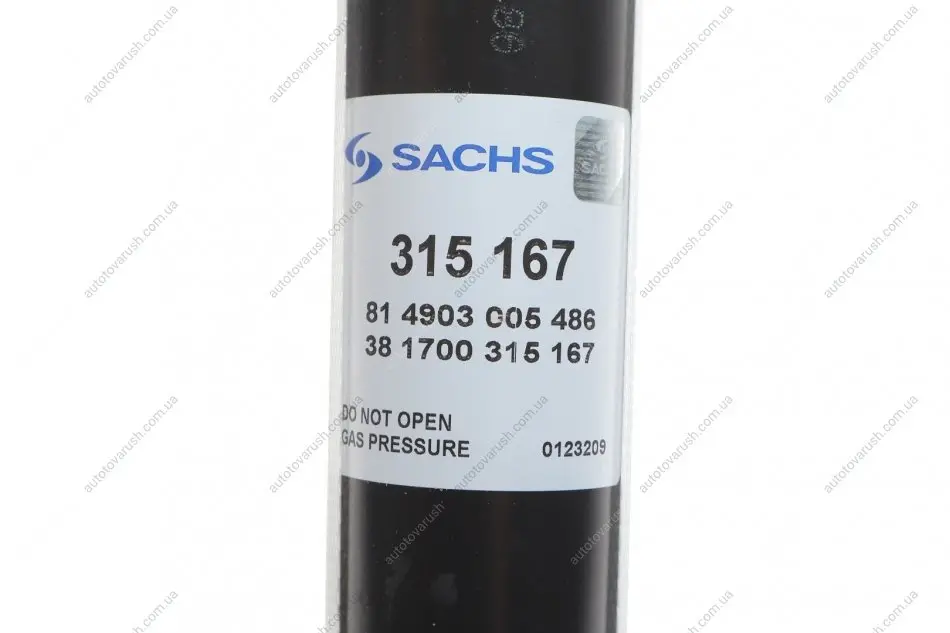 SACHS
SAC
315 167
81 4903 005 486
38 1700 315 167
DO NOT OPEN
GAS PRESSURE
0123209
autotovarush.com.ua